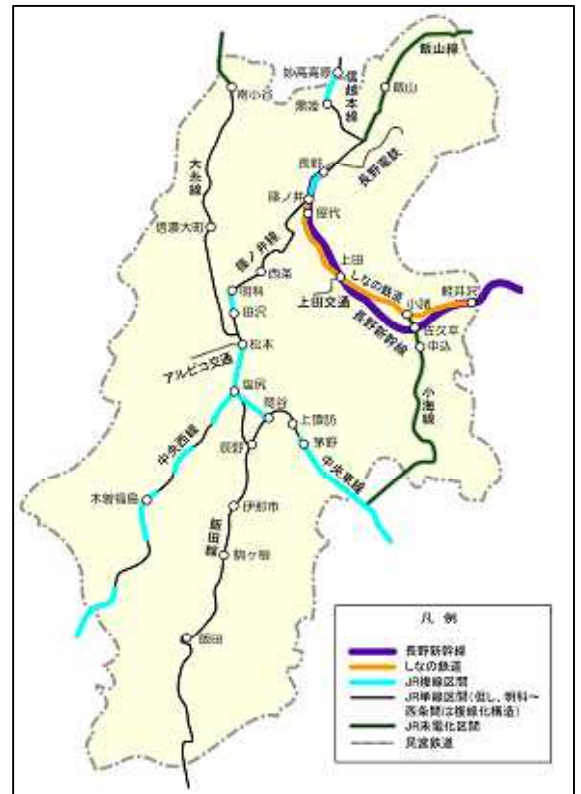 飯山線
妙高高原
信越本線
飯山
南小谷
黒姫
長野
長野電鉄
大糸線
篠ノ井
屋代
信濃大町
篠ノ井線
西条
上田
しなの鉄道
軽井沢
明科
上田交通
小諸
田沢
長野新幹線
佐久平
中込
アルピコ交通
松本
塩尻
岡谷
上諏訪
小海線
中央西線
辰野
茅野
中央東線
木曽福島
伊那市
飯田線
駒ヶ根
飯田
凡 例
長野新幹線
しなの鉄道
JR複線区間
JR単線区間(但し、明科～
西条間は複線化構造)
JR未電化区間
民営鉄道